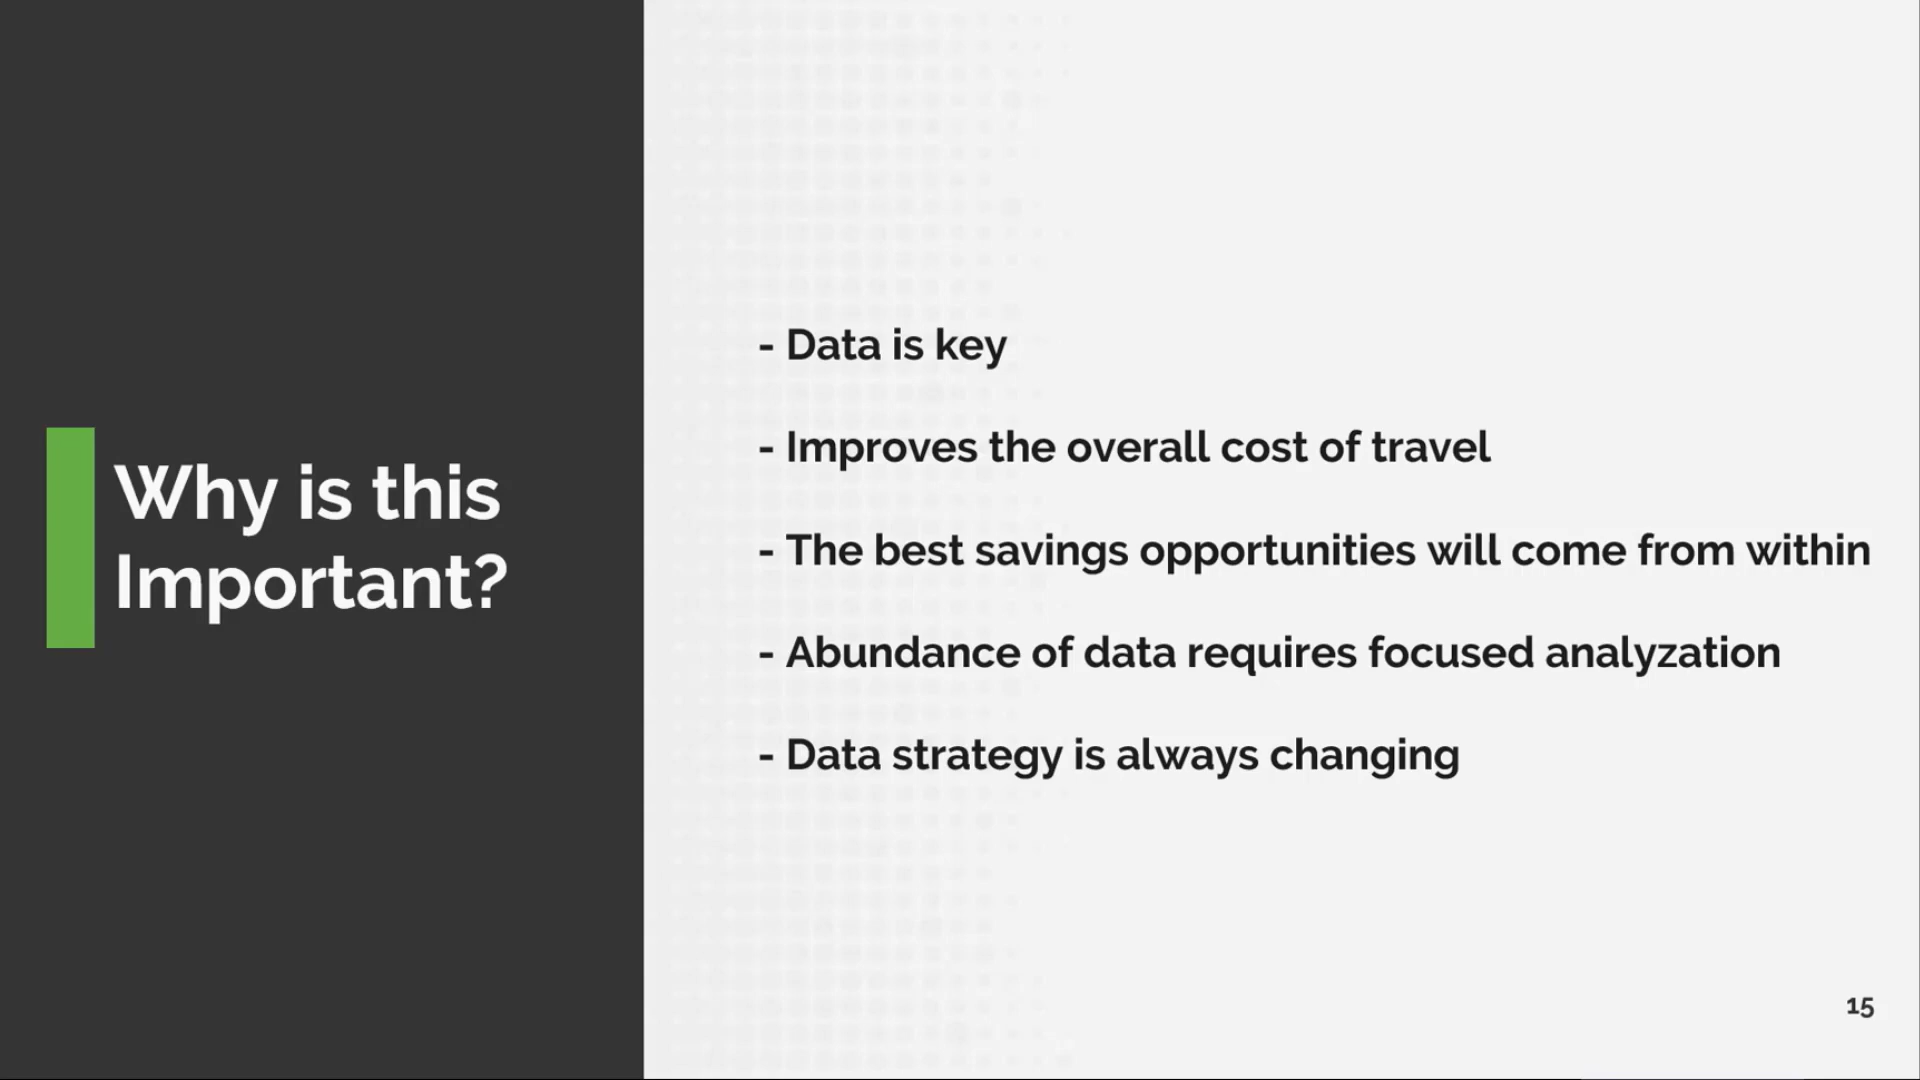 Why is this
Important?
- Data is key
- Improves the overall cost of travel
- The best savings opportunities will come from within
- Abundance of data requires focused analyzation
- Data strategy is always changing
15